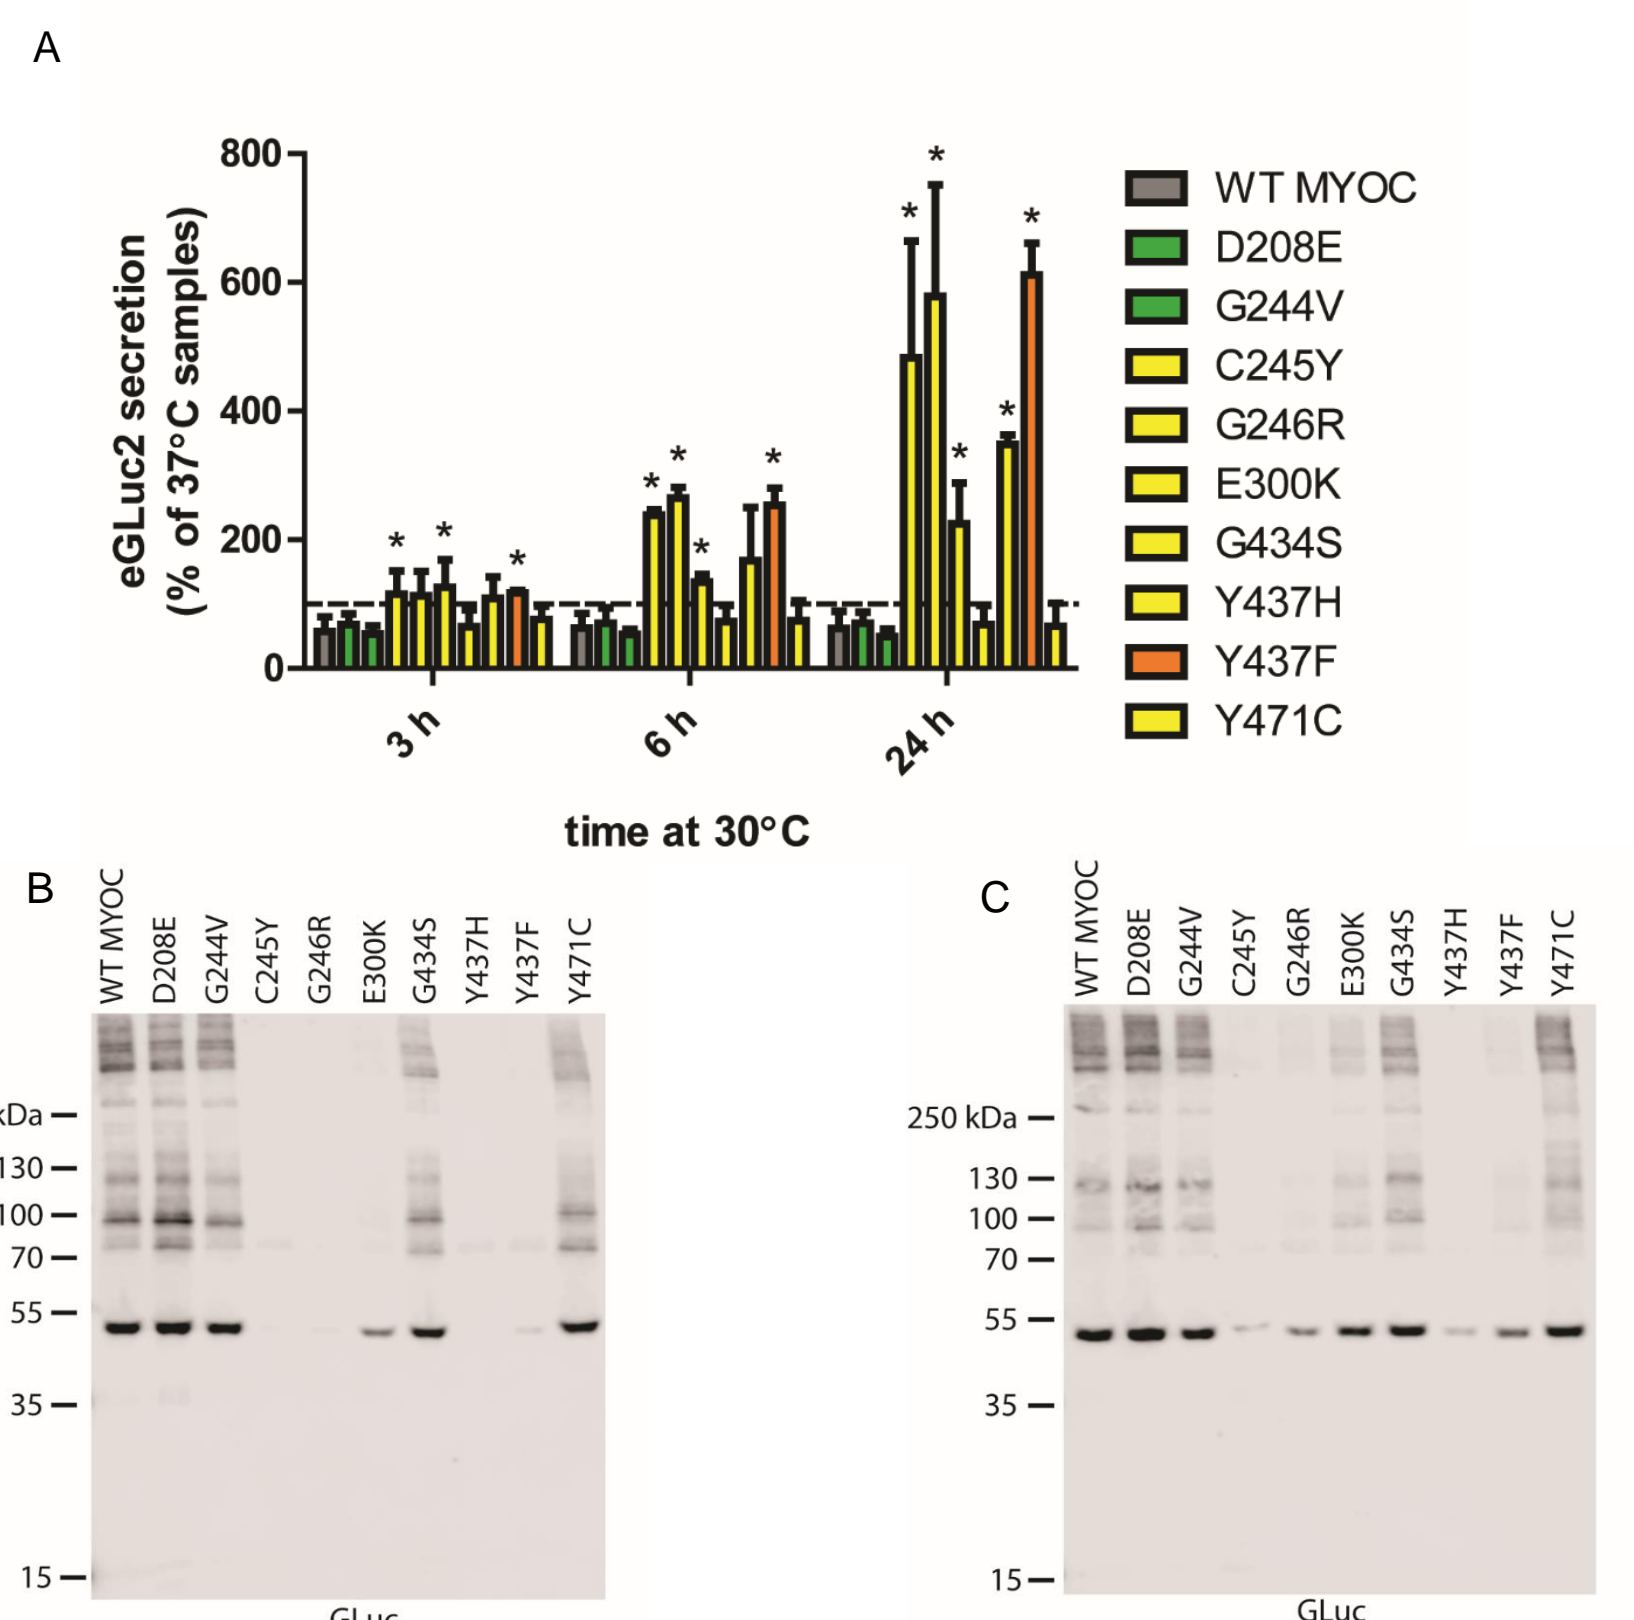 A
eGLuc2 secretion
(% of 37°C samples)
800
600
400
200
0
* * *
* * * *
* * * * *
3 h
6 h
24 h
time at 30°C
WT MYOC
D208E
G244V
C245Y
G246R
E300K
G434S
Y437H
Y437F
Y471C
B
WT MYOC
D208E
G244V
C245Y
G246R
E300K
G434S
Y437H
Y437F
Y471C
kDa
130
100
70
55
35
15
GLuc
C
WT MYOC
D208E
G244V
C245Y
G246R
E300K
G434S
Y437H
Y437F
Y471C
250 kDa
130
100
70
55
35
15
GLuc